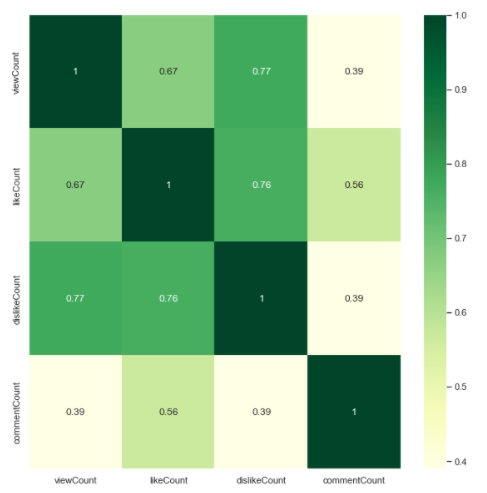 viewCount
1
0.67
0.77
0.39
likeCount
0.67
1
0.76
0.56
dislikeCount
0.77
0.76
1
0.39
commentCount
0.39
0.56
0.39
1
viewCount
likeCount
dislikeCount
commentCount
1.0
0.9
0.8
0.7
0.6
0.5
0.4